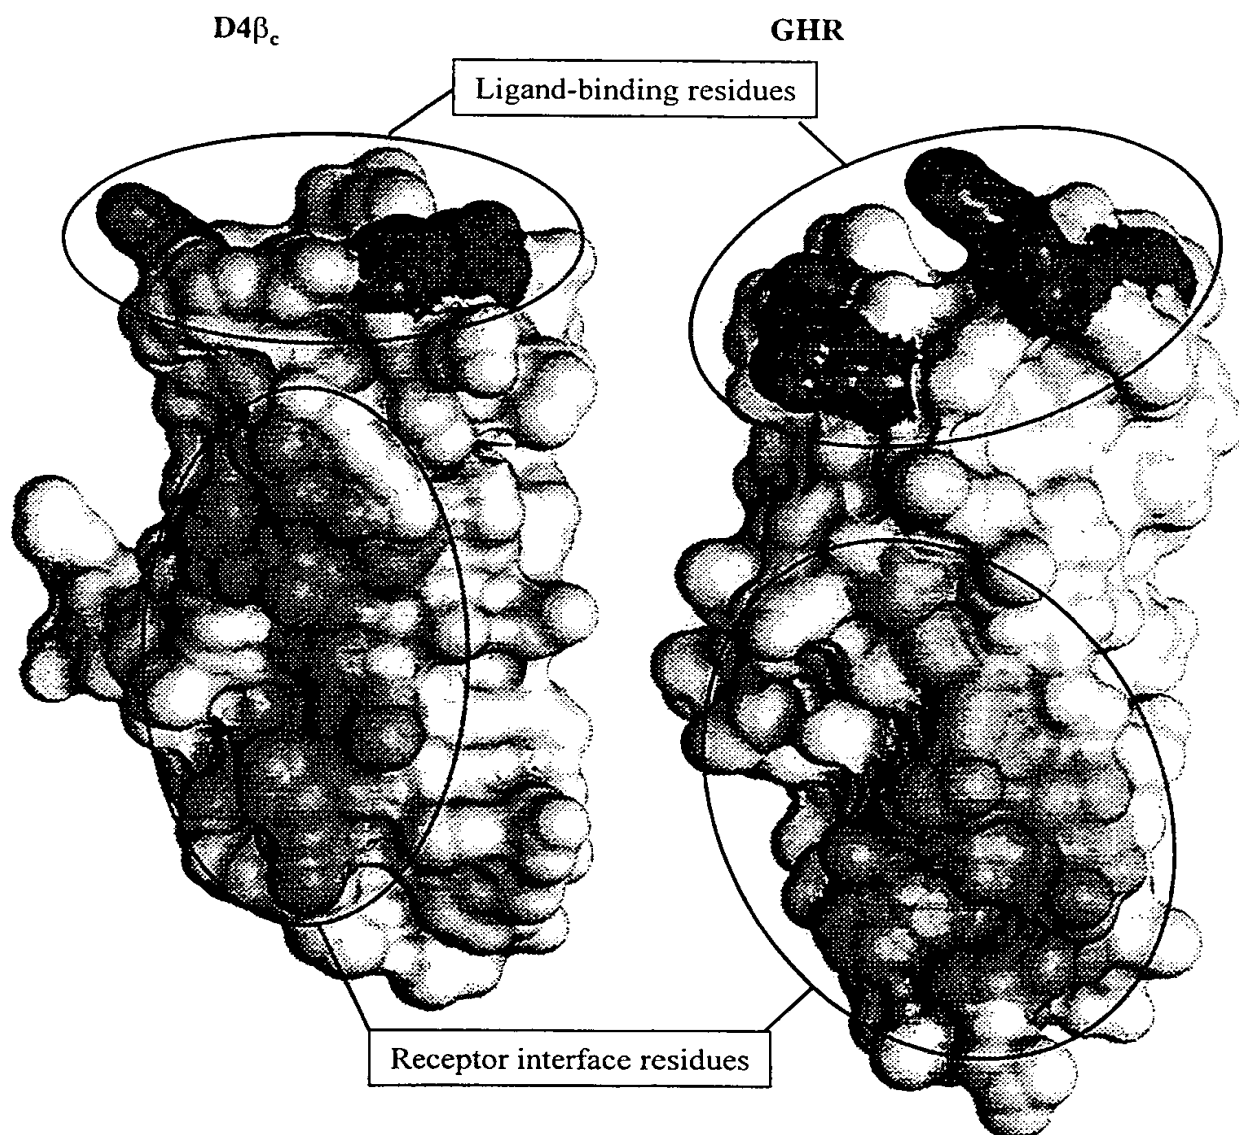 D4βc
GHR
Ligand-binding residues
Receptor interface residues